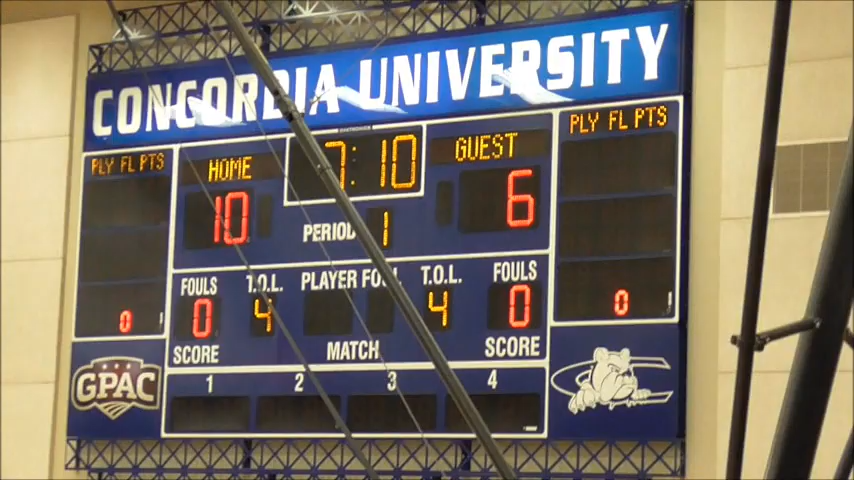 CONCORDIA UNIVERSITY
PLY FL PTS
HOME
7:10
GUEST
PLY FL PTS
10
6
PERIOD 1
FOULS T.O.L. PLAYER FOUL T.O.L. FOULS
0 0 4 4 0 0
SCORE MATCH SCORE
1 2 3 4
GPAC